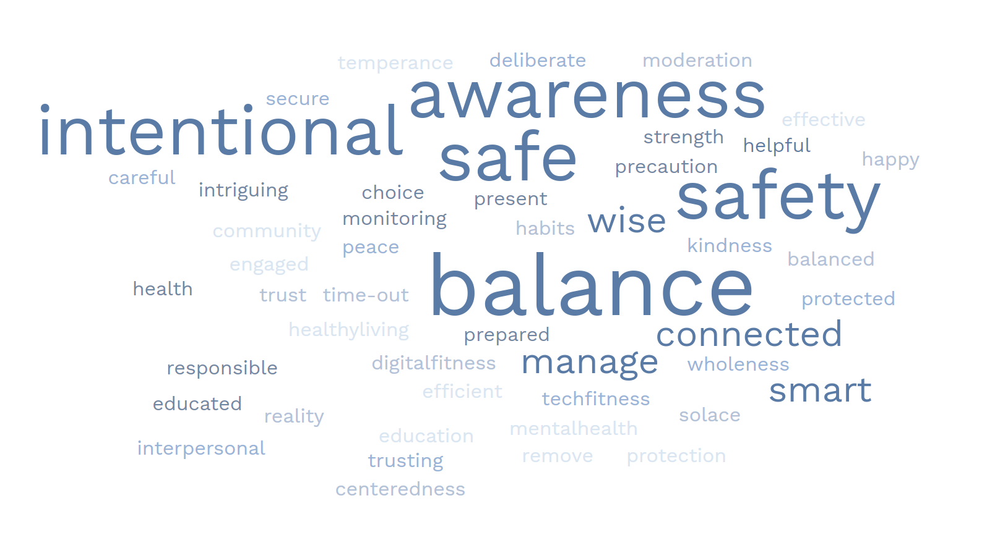 temperance
deliberate
moderation
awareness
secure
intentional
effective
strength
helpful
safe
happy
precaution
careful
intriguing
choice
present
safety
monitoring
wise
habits
community
peace
kindness
balanced
engaged
balance
health
trust
time-out
protected
healthyliving
prepared
connected
responsible
digitalfitness
manage
wholeness
efficient
smart
educated
techfitness
reality
solace
mentalhealth
education
interpersonal
trusting
remove
protection
centeredness